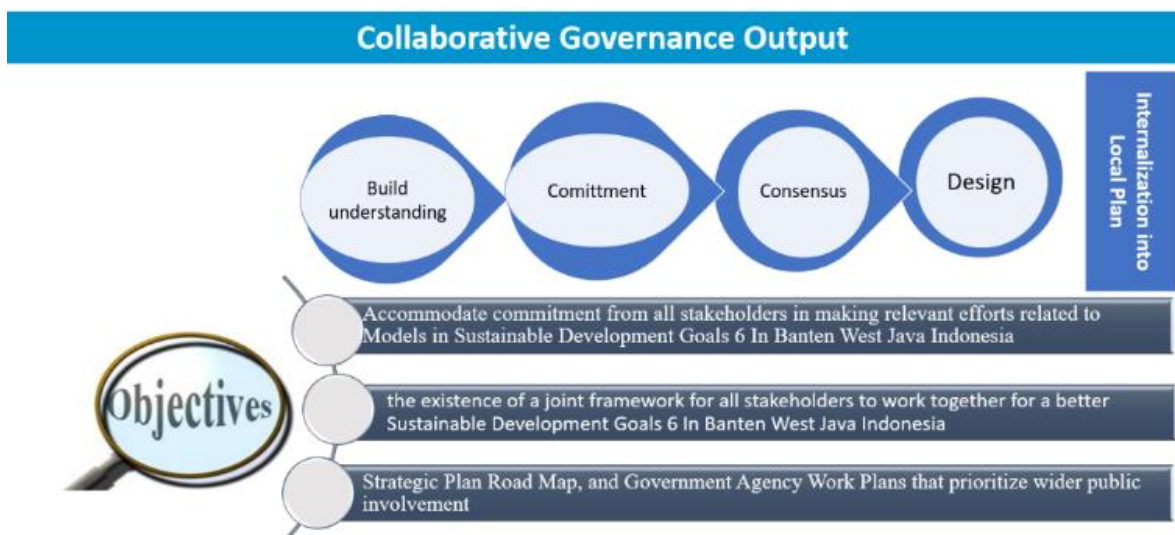 Collaborative Governance Output
Build
understanding
Comittment
Consensus
Design
Internalization into
Local Plan
Objectives
Accommodate commitment from all stakeholders in making relevant efforts related to
Models in Sustainable Development Goals 6 In Banten West Java Indonesia
the existence of a joint framework for all stakeholders to work together for a better
Sustainable Development Goals 6 In Banten West Java Indonesia
Strategic Plan Road Map, and Government Agency Work Plans that prioritize wider public
involvement